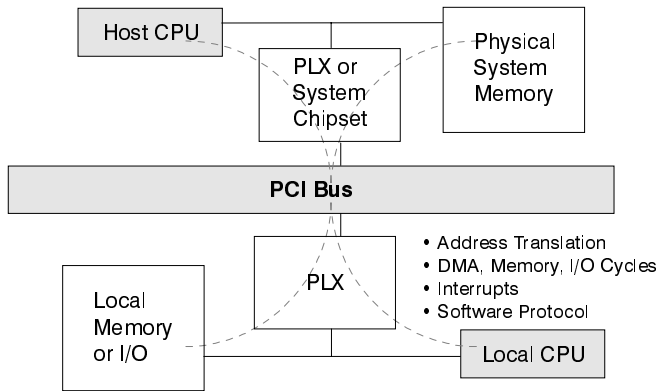 Host CPU
PLX or
System
Chipset
Physical
System
Memory
PCI Bus
PLX
• Address Translation
• DMA, Memory, I/O Cycles
• Interrupts
• Software Protocol
Local
Memory
or I/O
Local CPU